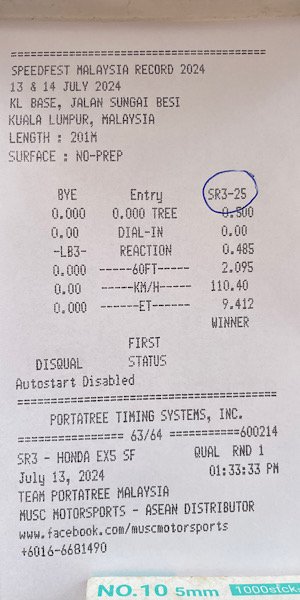 ========================================
SPEEDFEST MALAYSIA RECORD 2024
13 & 14 JULY 2024
KL BASE, JALAN SUNGAI BESI
KUALA LUMPUR, MALAYSIA
LENGTH : 201M
SURFACE : NO-PREP
BYE Entry SR3-25
0.000 0.000 TREE 0.500
0.00 DIAL-IN 0.00
-LB3- REACTION 0.485
0.000 ------60FT------ 2.095
0.00 ------KM/H------ 110.40
0.000 -------ET------- 9.412
WINNER
FIRST
DISQUAL STATUS
Autostart Disabled
========================================
PORTATREE TIMING SYSTEMS, INC.
================ 63/64 ===========600214
SR3 - HONDA EX5 SF QUAL RND 1
July 13, 2024 01:33:33 PM
TEAM PORTATREE MALAYSIA
MUSC MOTORSPORTS - ASEAN DISTRIBUTOR
www.facebook.com/muscmotorsports
+6016-6681490
NO.10 5mm 1000stck